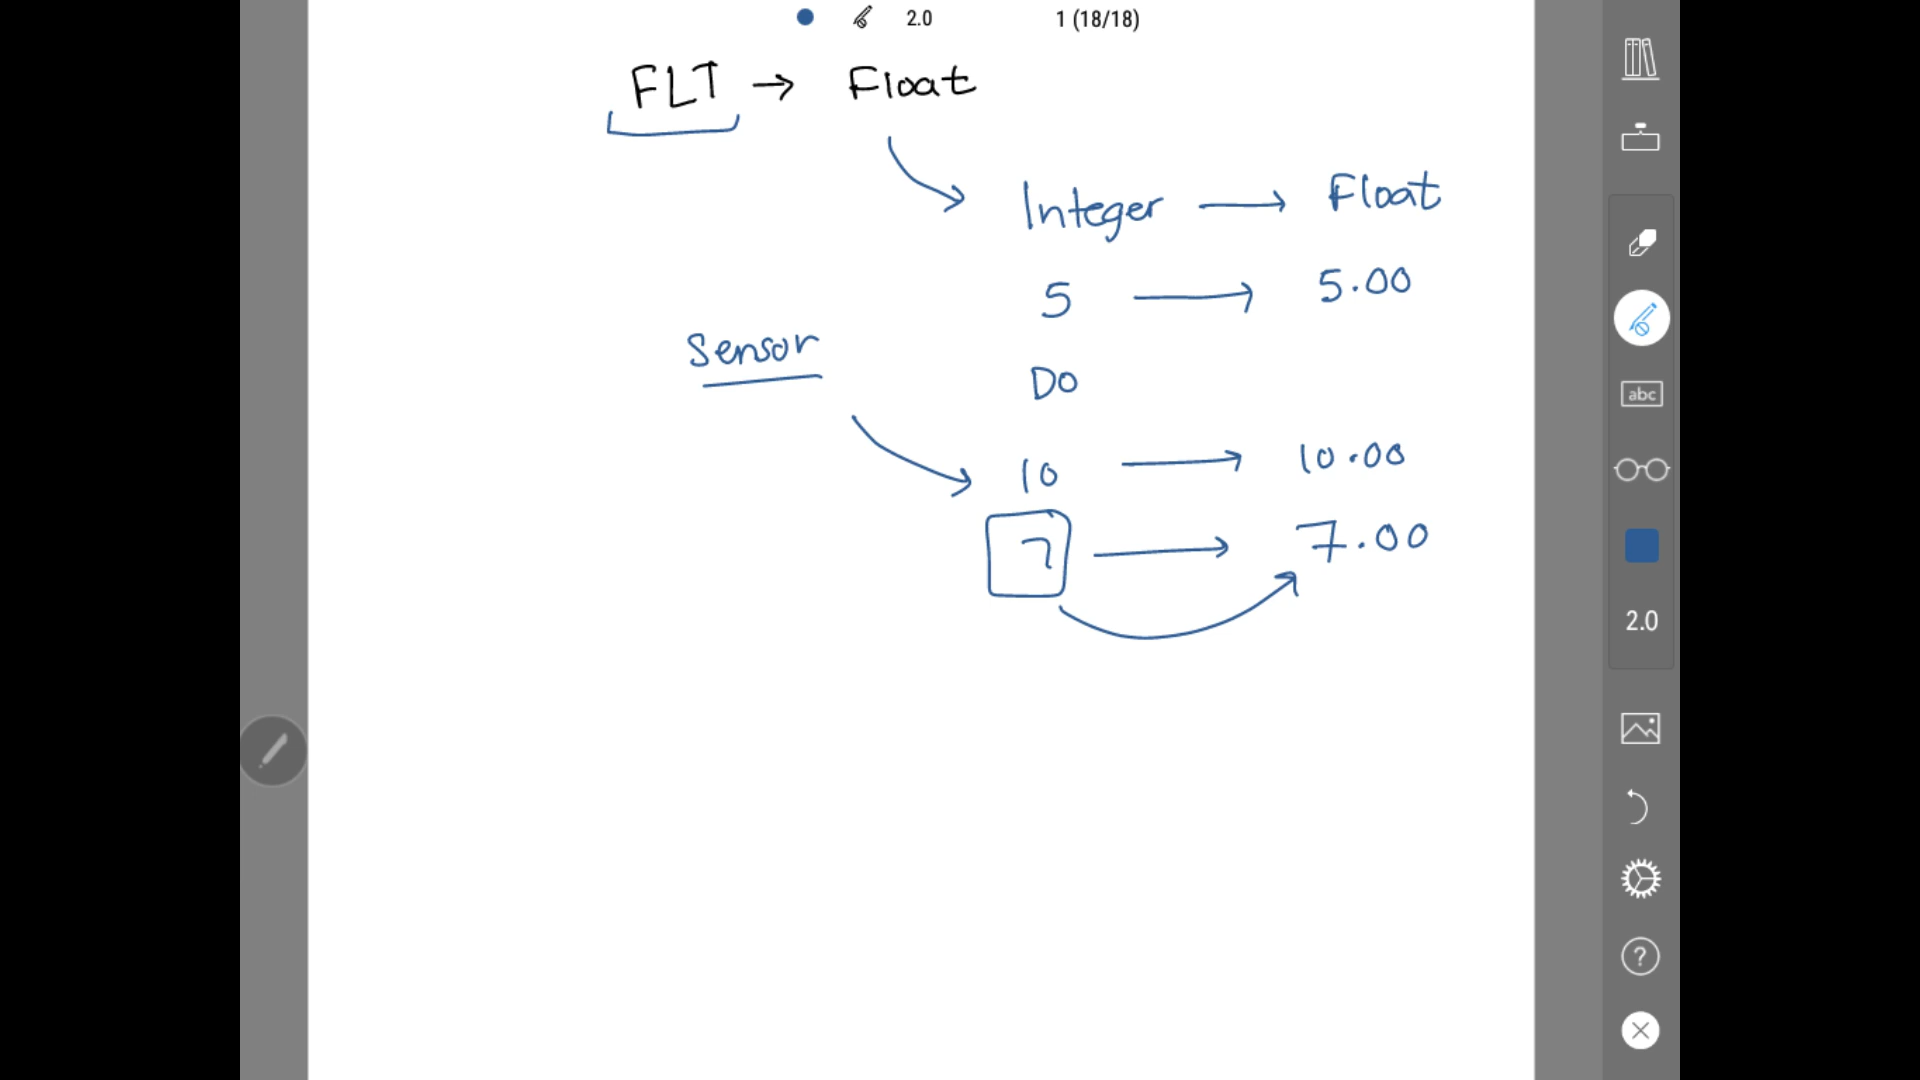 2.0 1 (18/18)
FLT → Float
Integer → Float
5 → 5.00
Sensor
D0
10 → 10.00
7 → 7.00
abc
2.0
?